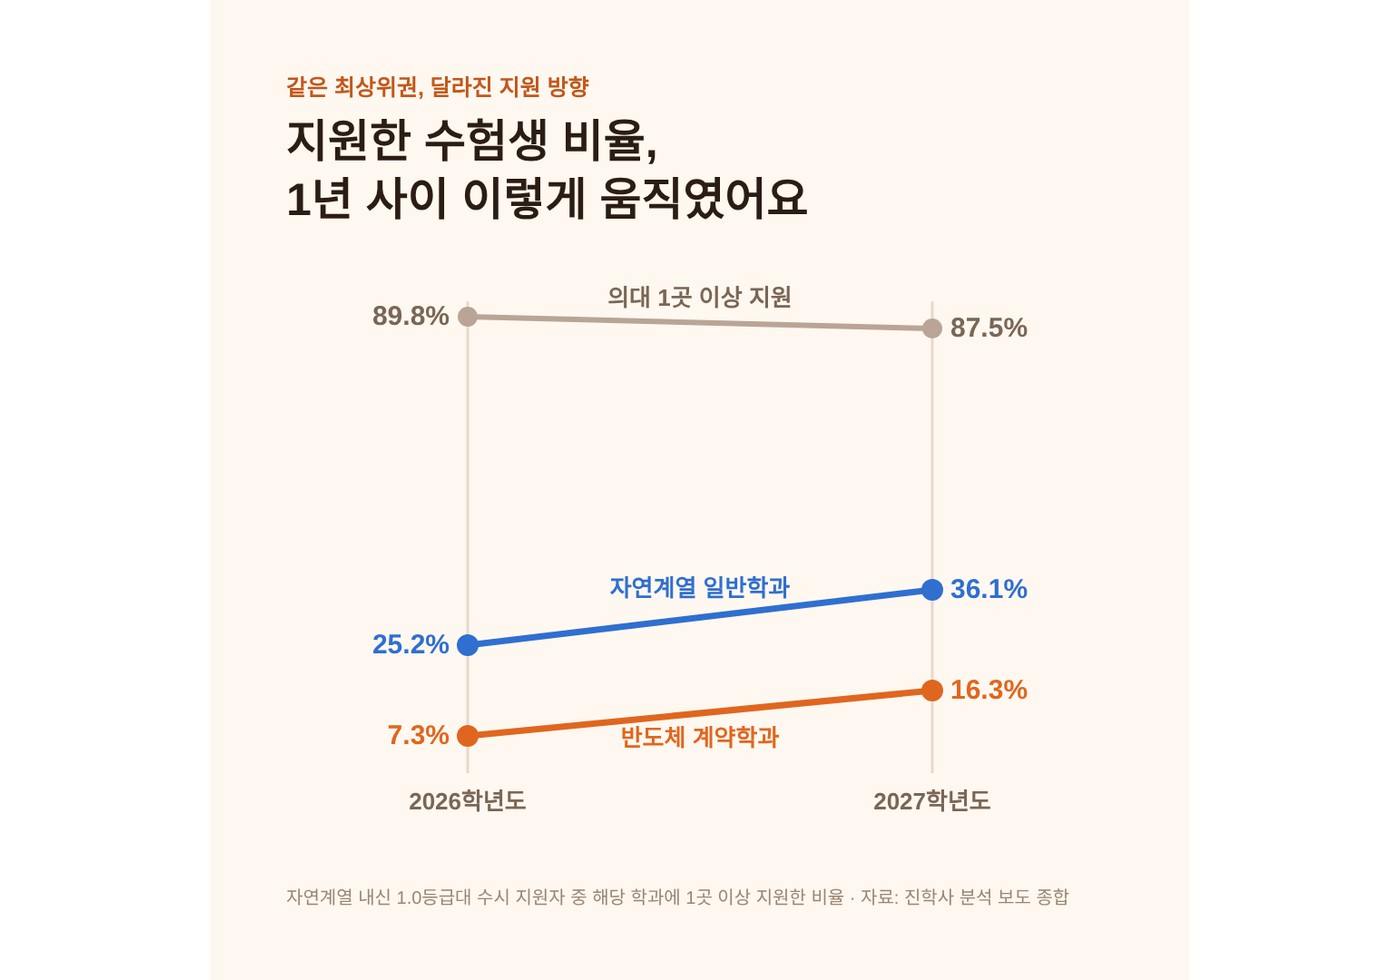 같은 최상위권, 달라진 지원 방향
지원한 수험생 비율,
1년 사이 이렇게 움직였어요
의대 1곳 이상 지원
89.8%
87.5%
자연계열 일반학과
36.1%
25.2%
16.3%
7.3%
반도체 계약학과
2026학년도
2027학년도
자연계열 내신 1.0등급대 수시 지원자 중 해당 학과에 1곳 이상 지원한 비율 · 자료: 진학사 분석 보도 종합